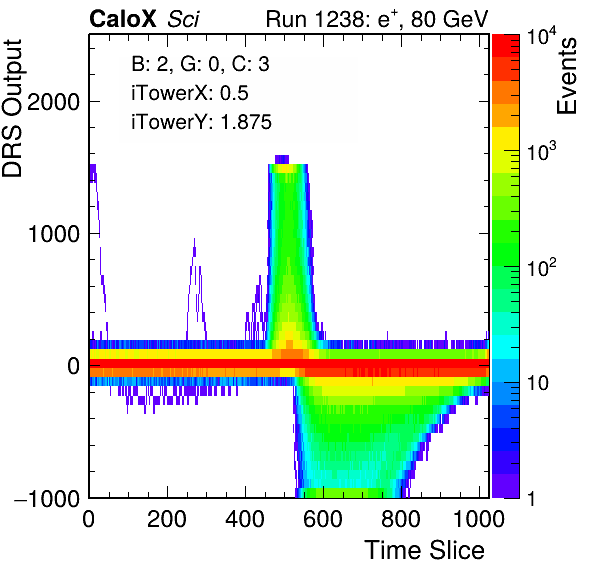 CaloX Sci Run 1238: e⁺, 80 GeV
B: 2, G: 0, C: 3
iTowerX: 0.5
iTowerY: 1.875
DRS Output
2000
1000
0
−1000
0 200 400 600 800 1000
Time Slice
10⁴
10³
10²
10
1
Events